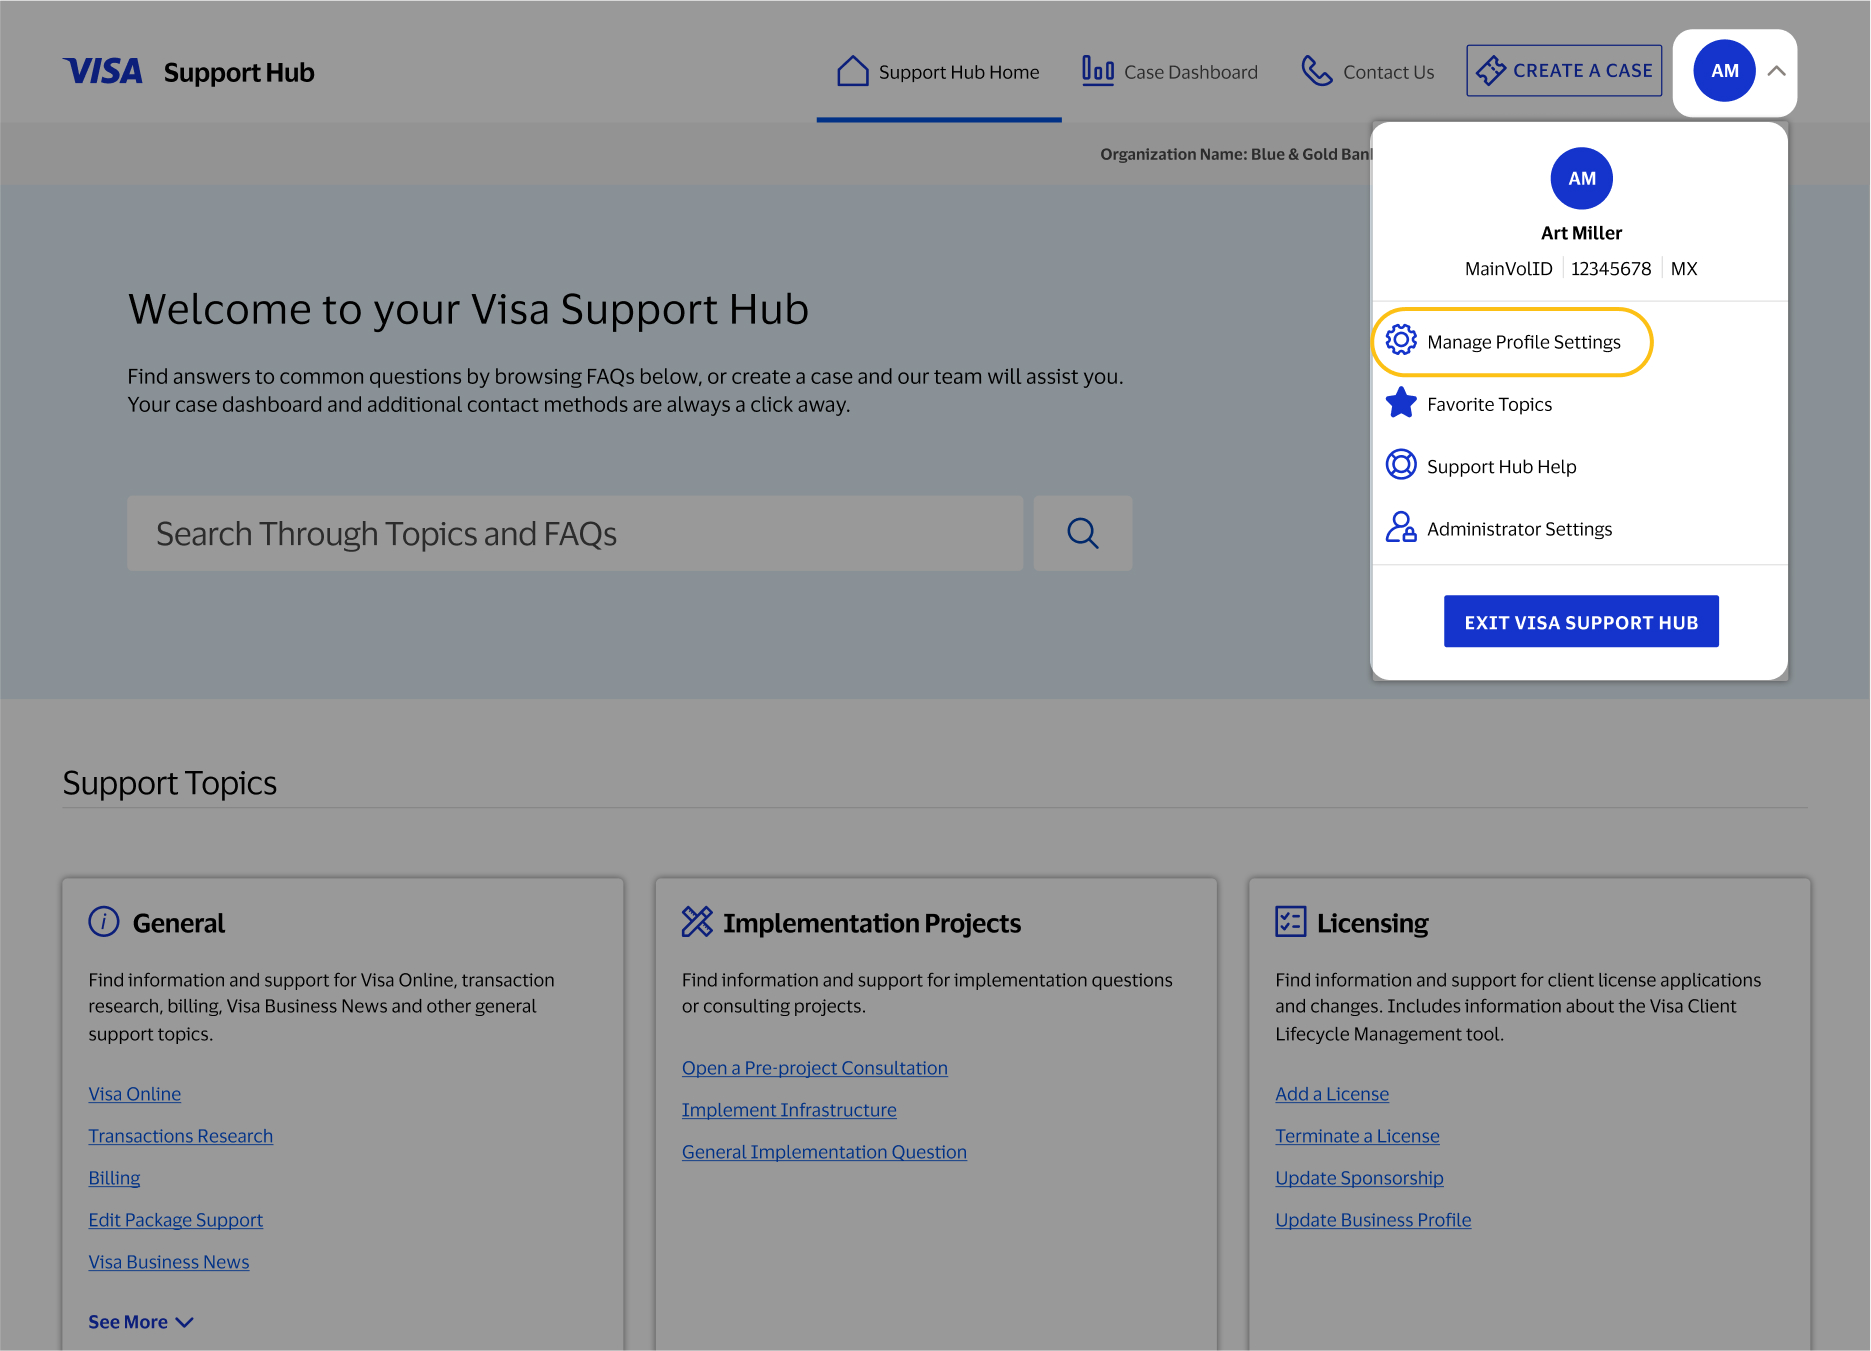 VISA Support Hub
Support Hub Home
Case Dashboard
Contact Us
CREATE A CASE
AM
Organization Name: Blue & Gold Ban
AM
Art Miller
MainVolID 12345678 MX
Manage Profile Settings
Favorite Topics
Support Hub Help
Administrator Settings
EXIT VISA SUPPORT HUB
Welcome to your Visa Support Hub
Find answers to common questions by browsing FAQs below, or create a case and our team will assist you.
Your case dashboard and additional contact methods are always a click away.
Search Through Topics and FAQs
Support Topics
General
Find information and support for Visa Online, transaction
research, billing, Visa Business News and other general
support topics.
Visa Online
Transactions Research
Billing
Edit Package Support
Visa Business News
See More
Implementation Projects
Find information and support for implementation questions
or consulting projects.
Open a Pre-project Consultation
Implement Infrastructure
General Implementation Question
Licensing
Find information and support for client license applications
and changes. Includes information about the Visa Client
Lifecycle Management tool.
Add a License
Terminate a License
Update Sponsorship
Update Business Profile